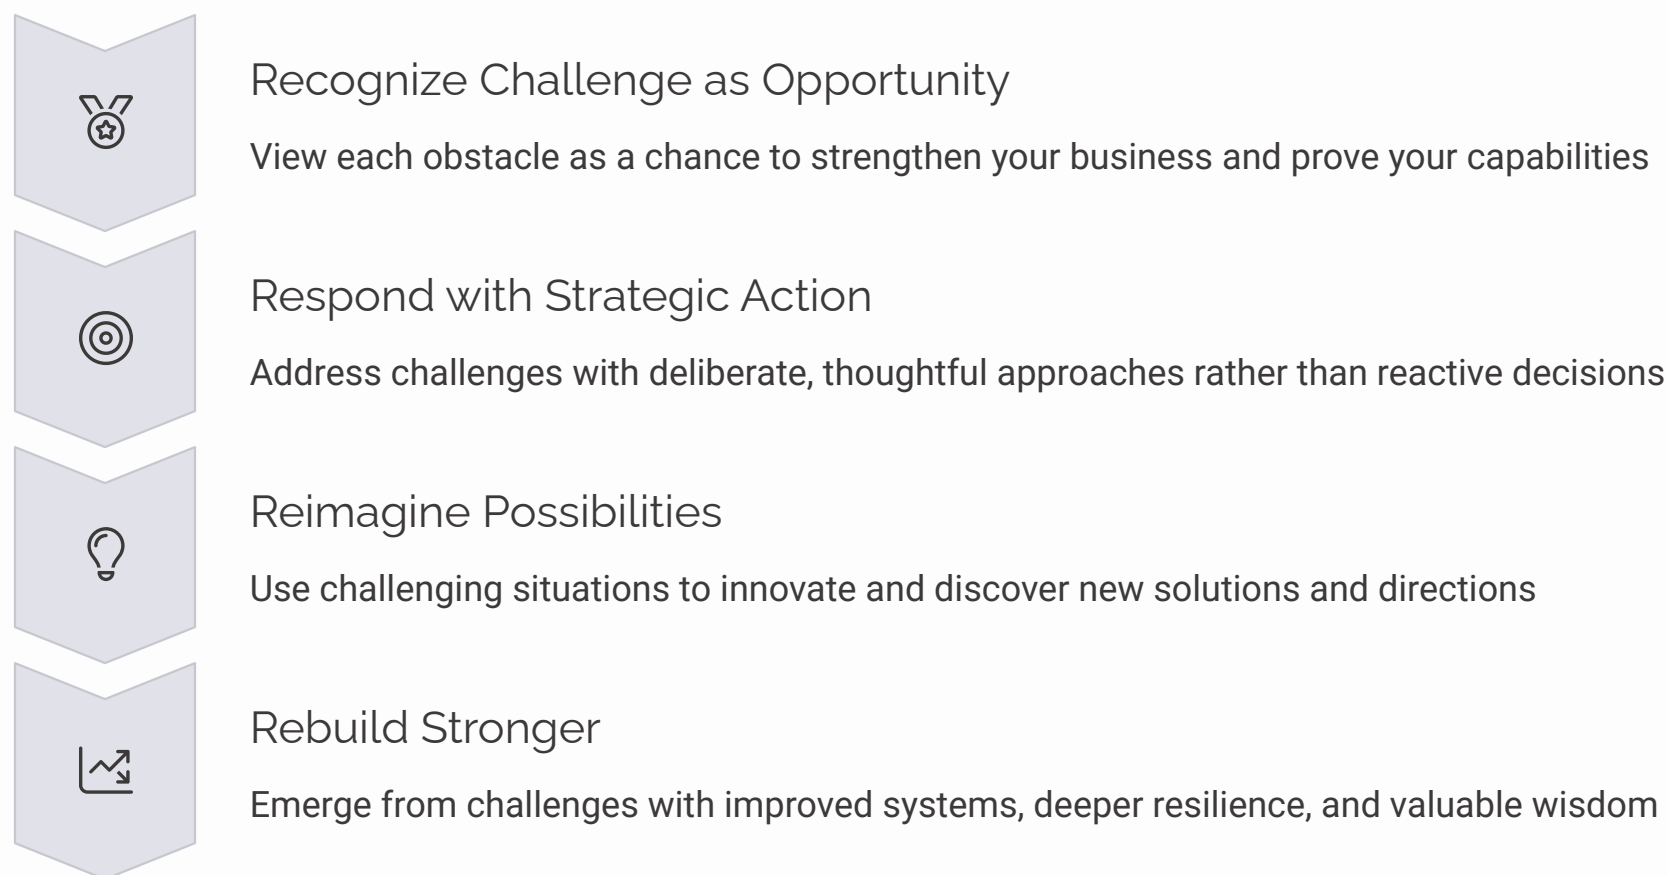 Recognize Challenge as Opportunity
View each obstacle as a chance to strengthen your business and prove your capabilities
Respond with Strategic Action
Address challenges with deliberate, thoughtful approaches rather than reactive decisions
Reimagine Possibilities
Use challenging situations to innovate and discover new solutions and directions
Rebuild Stronger
Emerge from challenges with improved systems, deeper resilience, and valuable wisdom